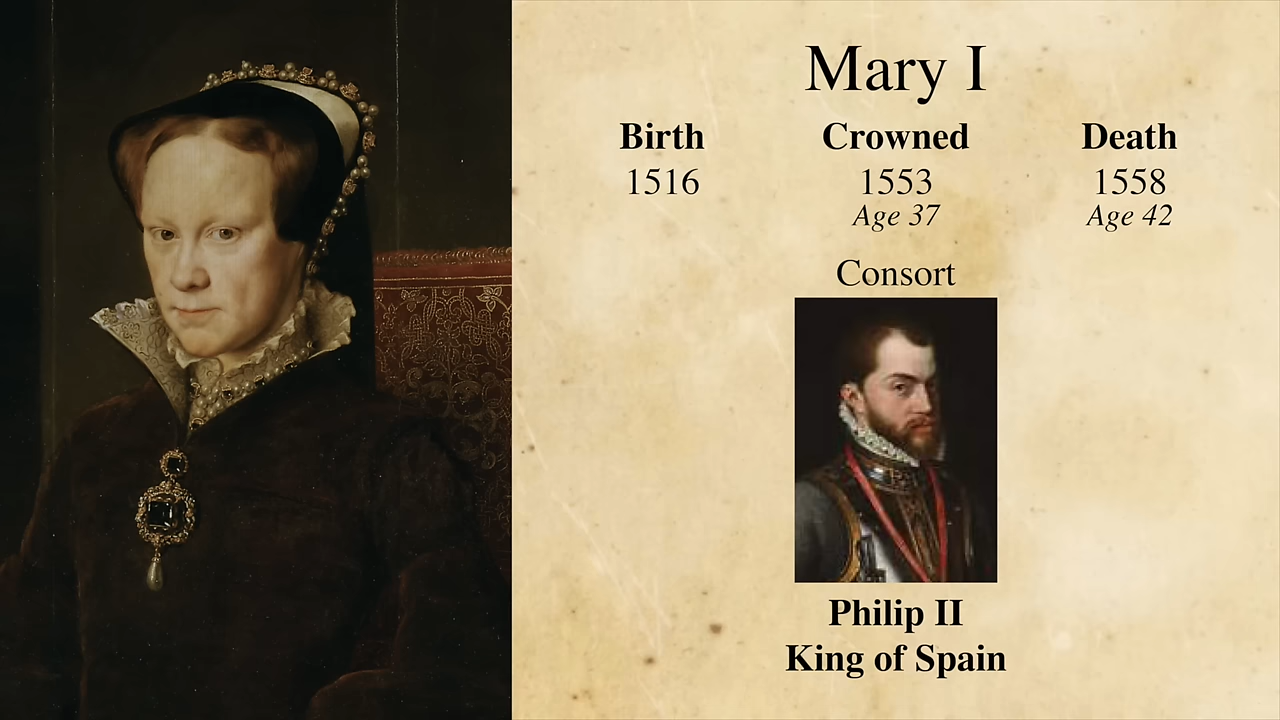 Mary I
Birth Crowned Death
1516 1553 1558
Age 37 Age 42
Consort
Philip II
King of Spain